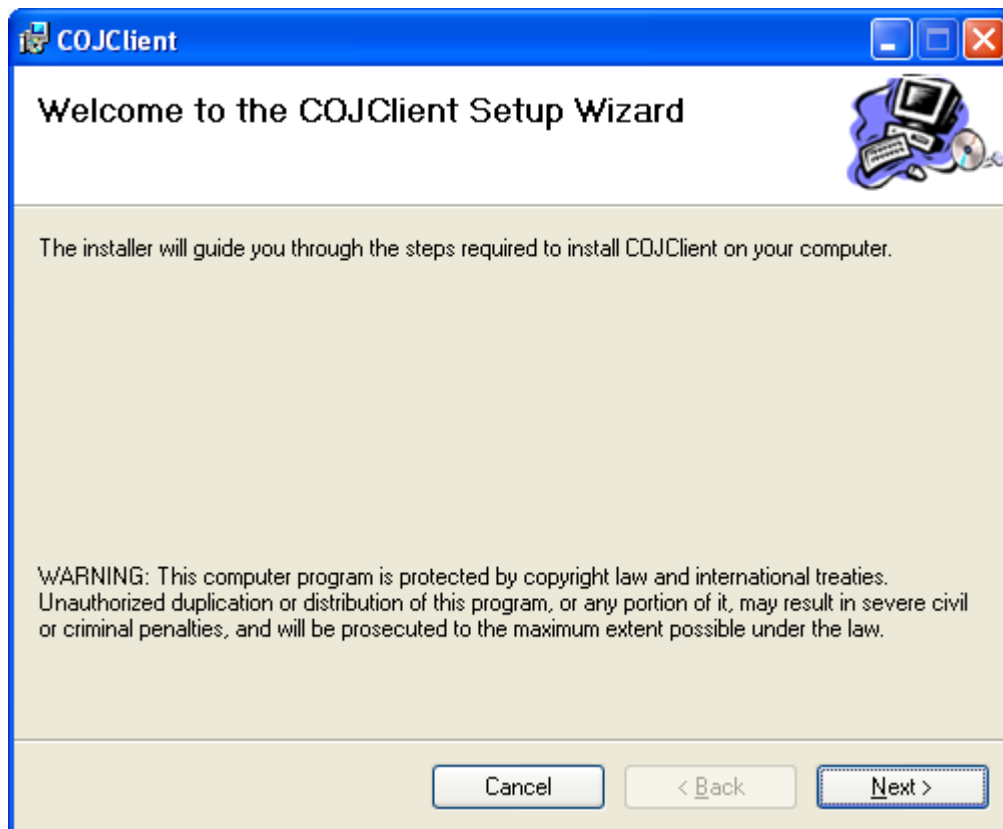 COJClient
Welcome to the COJClient Setup Wizard
The installer will guide you through the steps required to install COJClient on your computer.
WARNING: This computer program is protected by copyright law and international treaties.
Unauthorized duplication or distribution of this program, or any portion of it, may result in severe civil
or criminal penalties, and will be prosecuted to the maximum extent possible under the law.
Cancel < Back Next >